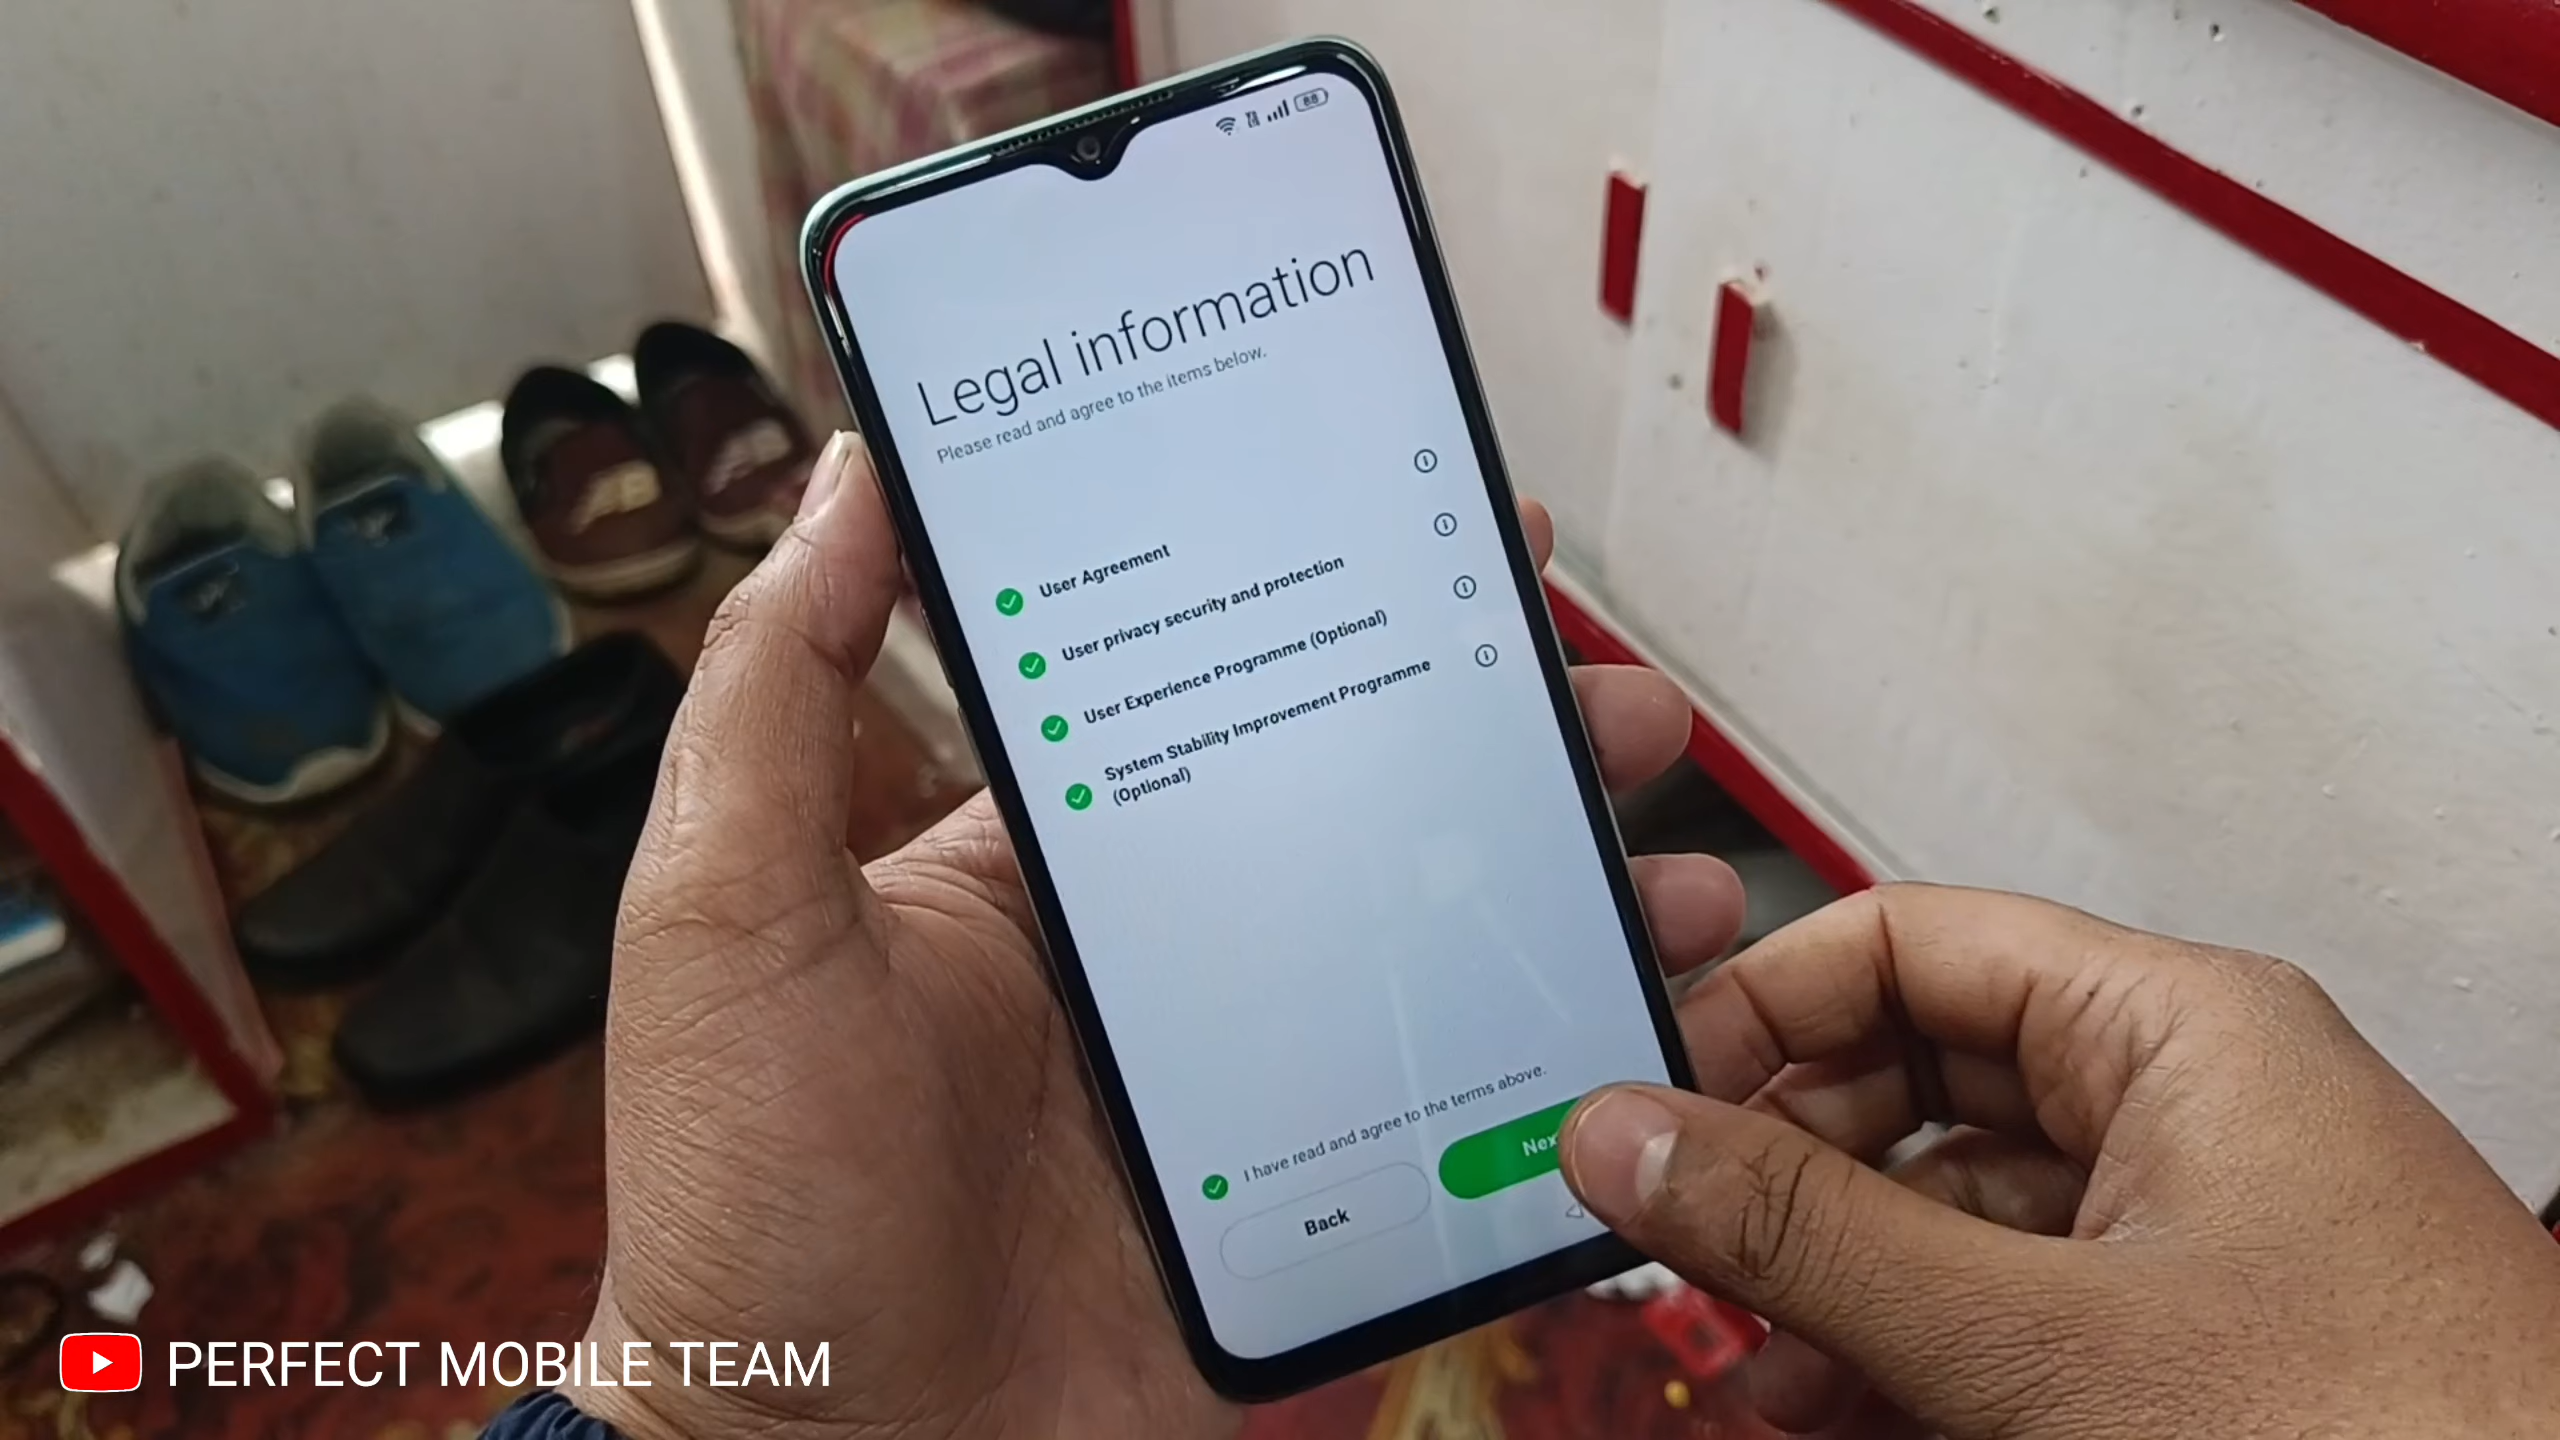 88
Legal information
Please read and agree to the items below.
User Agreement
User privacy security and protection
User Experience Programme (Optional)
System Stability Improvement Programme
(Optional)
I have read and agree to the terms above.
Back
Nex
PERFECT MOBILE TEAM